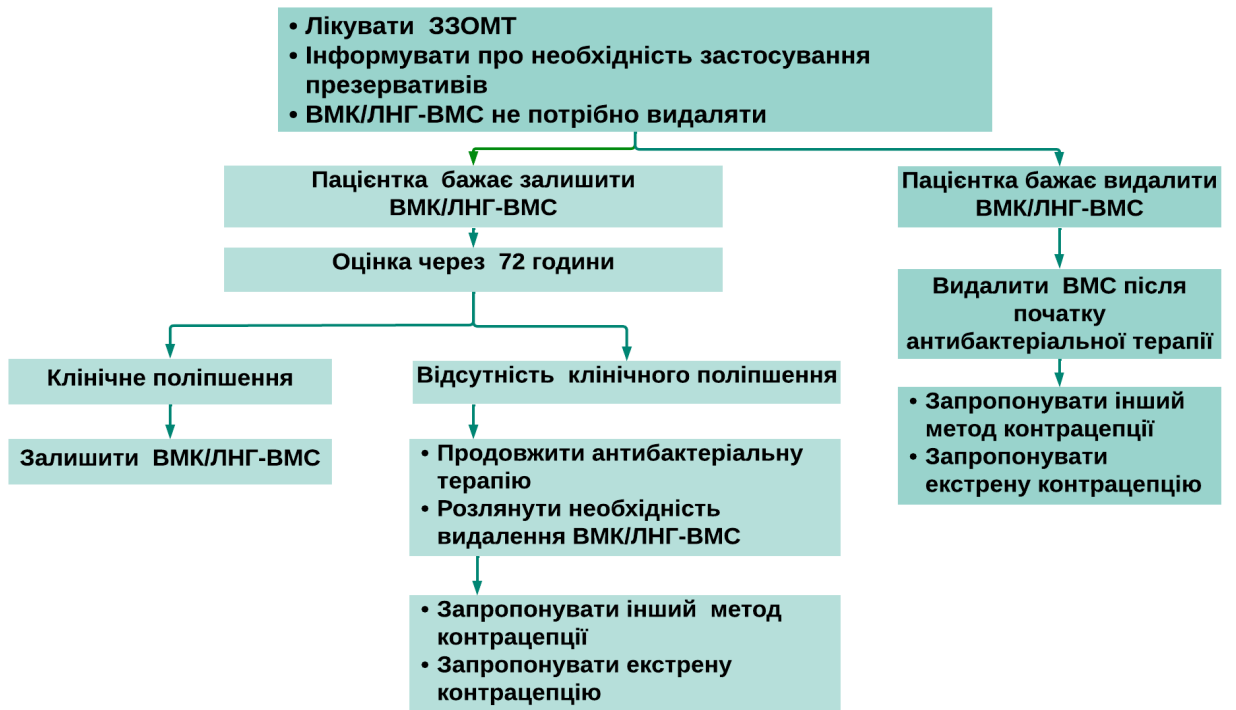 • Лікувати ЗЗОМТ
• Інформувати про необхідність застосування
презервативів
• ВМК/ЛНГ-ВМС не потрібно видаляти
Пацієнтка бажає залишити
ВМК/ЛНГ-ВМС
Пацієнтка бажає видалити
ВМК/ЛНГ-ВМС
Оцінка через 72 години
Видалити ВМС після
початку
антибактеріальної терапії
Клінічне поліпшення
Відсутність клінічного поліпшення
• Запропонувати інший
метод контрацепції
• Запропонувати
екстрену контрацепцію
Залишити ВМК/ЛНГ-ВМС
• Продовжити антибактеріальну
терапію
• Розлянути необхідність
видалення ВМК/ЛНГ-ВМС
• Запропонувати інший метод
контрацепції
• Запропонувати екстрену
контрацепцію